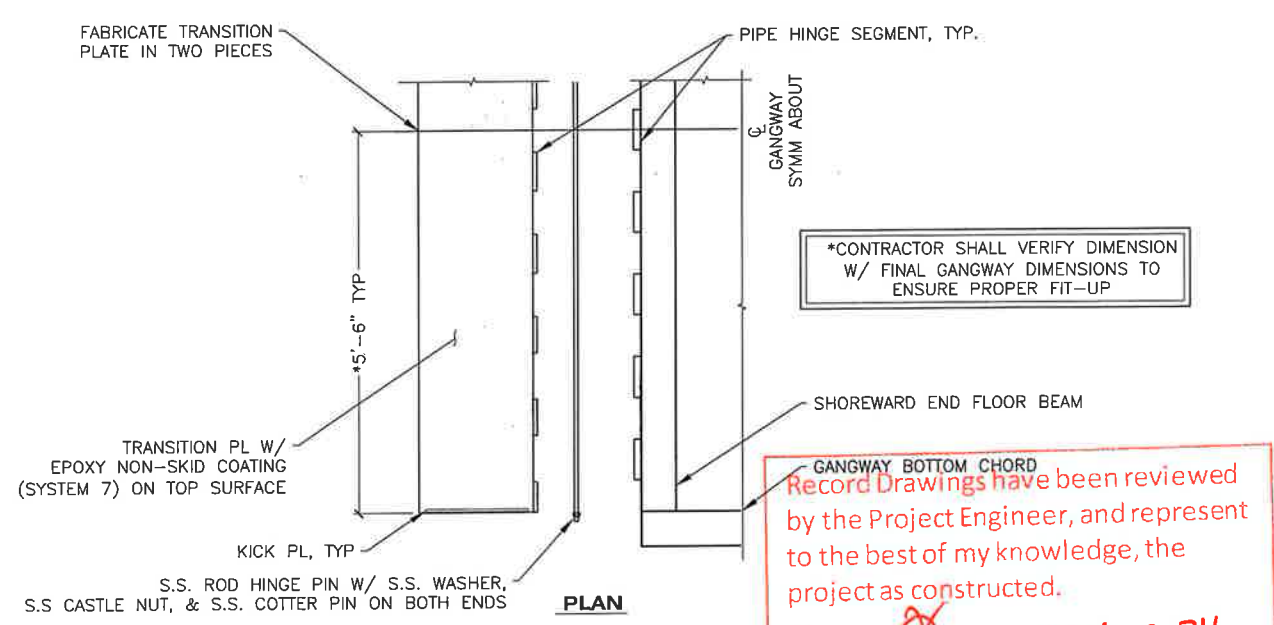 FABRICATE TRANSITION
PLATE IN TWO PIECES
PIPE HINGE SEGMENT, TYP.
℄
GANGWAY
SYMM ABOUT
*CONTRACTOR SHALL VERIFY DIMENSION
W/ FINAL GANGWAY DIMENSIONS TO
ENSURE PROPER FIT-UP
*5'-6" TYP
SHOREWARD END FLOOR BEAM
TRANSITION PL W/
EPOXY NON-SKID COATING
(SYSTEM 7) ON TOP SURFACE
GANGWAY BOTTOM CHORD
Record Drawings have been reviewed
by the Project Engineer, and represent
to the best of my knowledge, the
project as constructed.
KICK PL, TYP
S.S. ROD HINGE PIN W/ S.S. WASHER,
S.S CASTLE NUT, & S.S. COTTER PIN ON BOTH ENDS
PLAN